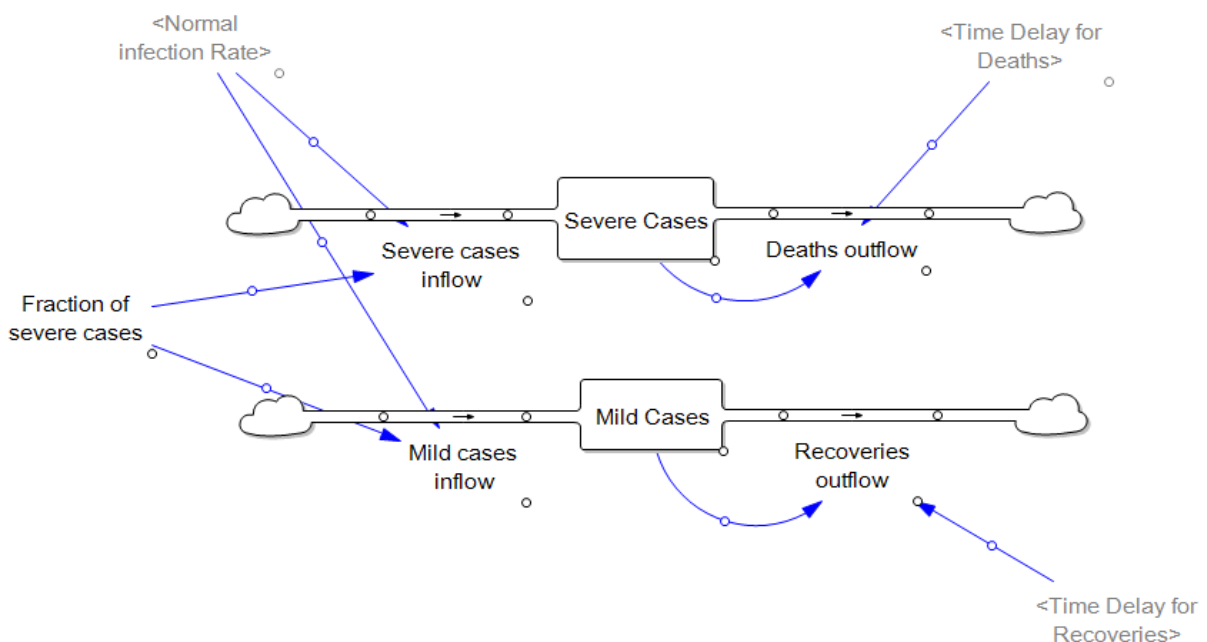 <Normal
infection Rate>
<Time Delay for
Deaths>
Severe Cases
Severe cases
inflow
Deaths outflow
Fraction of
severe cases
Mild Cases
Mild cases
inflow
Recoveries
outflow
<Time Delay for
Recoveries>